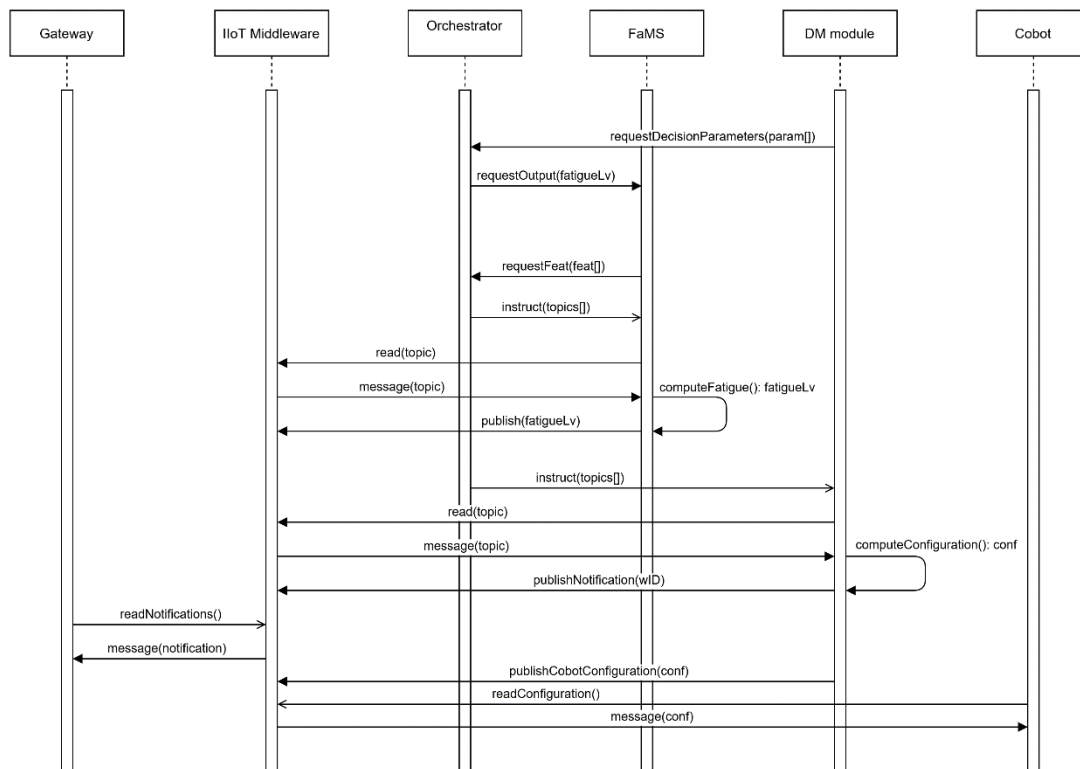 Gateway
IIoT Middleware
Orchestrator
FaMS
DM module
Cobot
requestDecisionParameters(param[])
requestOutput(fatigueLv)
requestFeat(feat[])
instruct(topics[])
read(topic)
message(topic)
computeFatigue(): fatigueLv
publish(fatigueLv)
instruct(topics[])
read(topic)
message(topic)
computeConfiguration(): conf
publishNotification(wID)
readNotifications()
message(notification)
publishCobotConfiguration(conf)
readConfiguration()
message(conf)